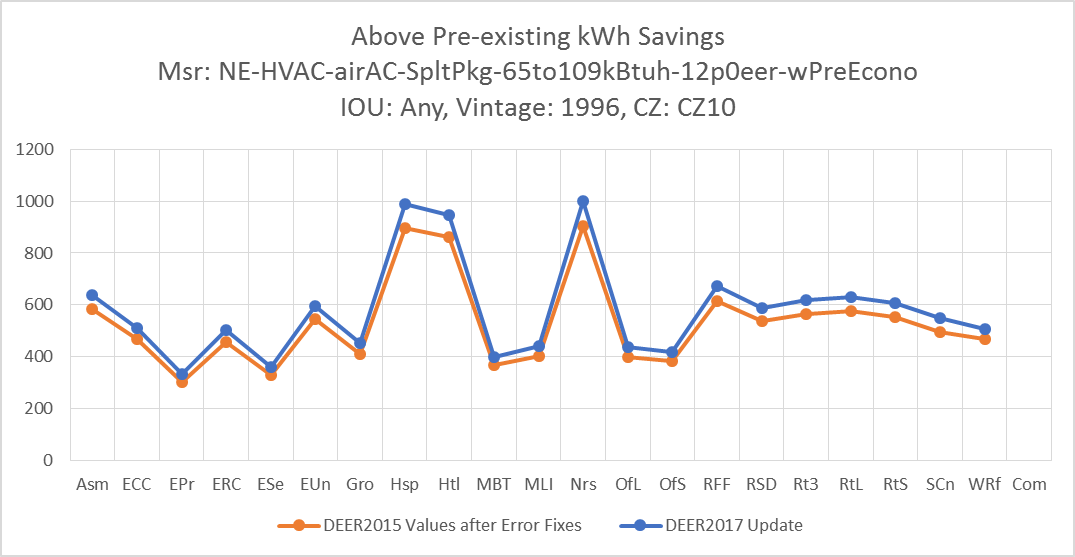 Above Pre-existing kWh Savings
Msr: NE-HVAC-airAC-SpltPkg-65to109kBtuh-12p0eer-wPreEcono
IOU: Any, Vintage: 1996, CZ: CZ10
1200
1000
800
600
400
200
0
Asm ECC EPr ERC ESe EUn Gro Hsp Htl MBT MLI Nrs OfL OfS RFF RSD Rt3 RtL RtS SCn WRf Com
DEER2015 Values after Error Fixes DEER2017 Update